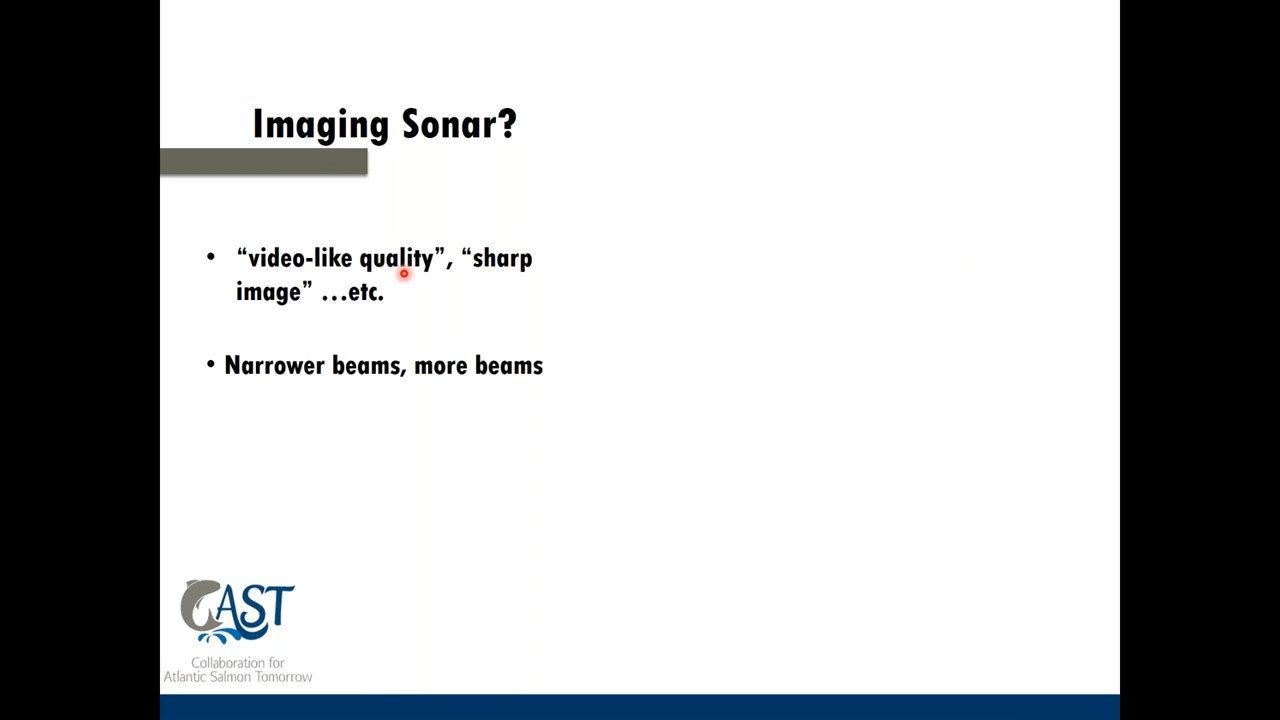 Imaging Sonar?
• “video-like quality”, “sharp
image” …etc.
• Narrower beams, more beams
CAST
Collaboration for
Atlantic Salmon Tomorrow